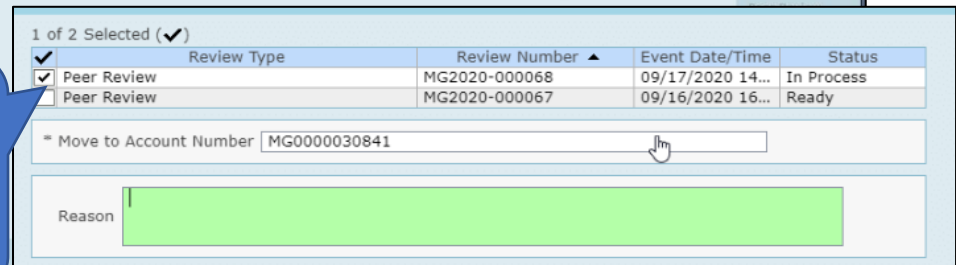 1 of 2 Selected (✔)
✔ Review Type Review Number ▲ Event Date/Time Status
Peer Review MG2020-000068 09/17/2020 14... In Process
Peer Review MG2020-000067 09/16/2020 16... Ready
* Move to Account Number MG0000030841
Reason